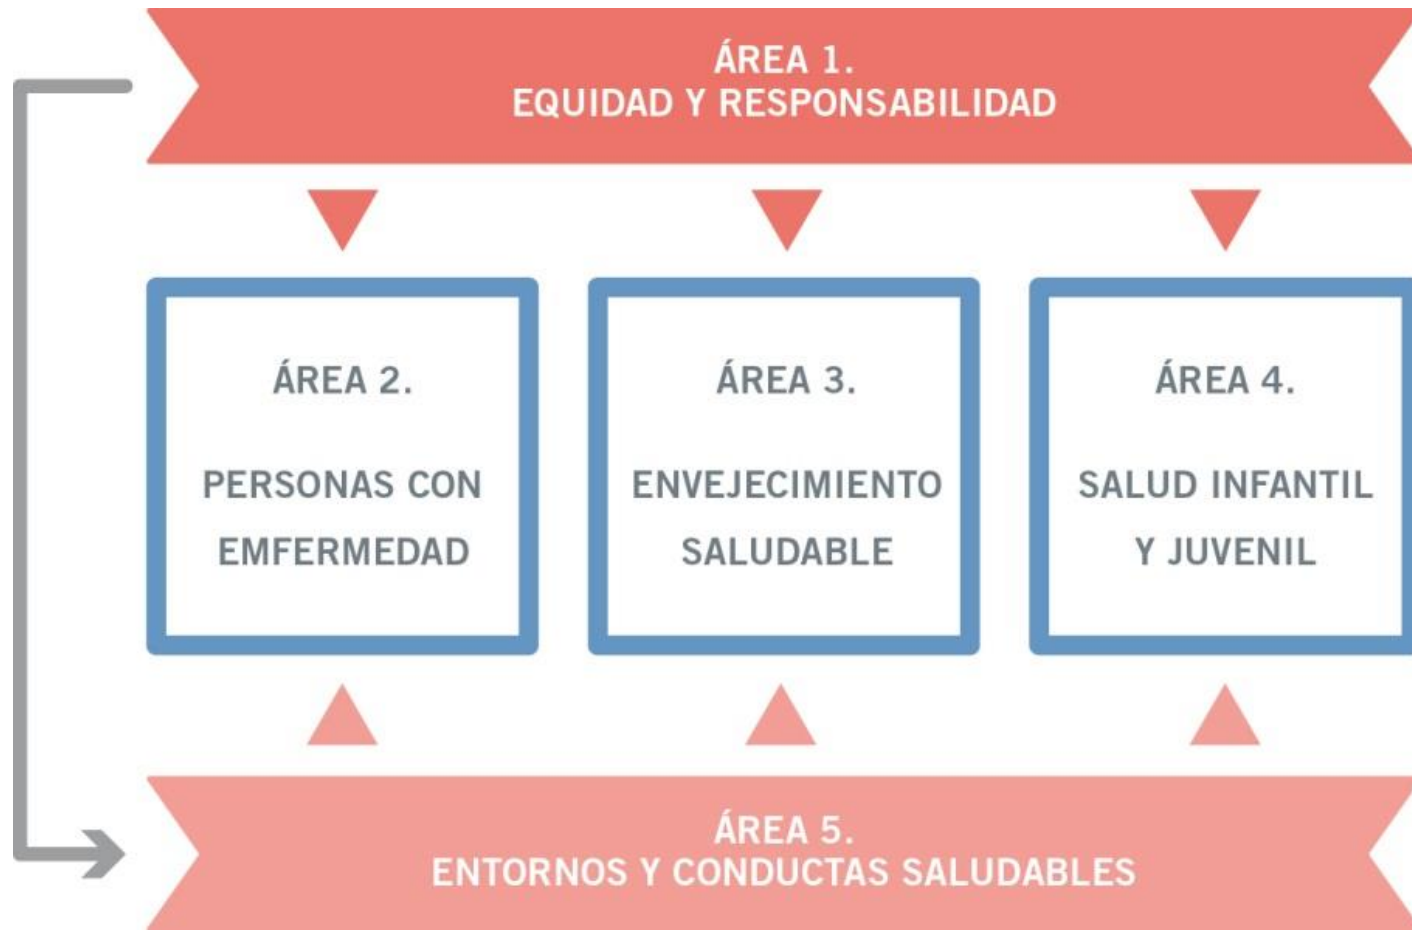 ÁREA 1.
EQUIDAD Y RESPONSABILIDAD
ÁREA 2.
PERSONAS CON
EMFERMEDAD
ÁREA 3.
ENVEJECIMIENTO
SALUDABLE
ÁREA 4.
SALUD INFANTIL
Y JUVENIL
ÁREA 5.
ENTORNOS Y CONDUCTAS SALUDABLES